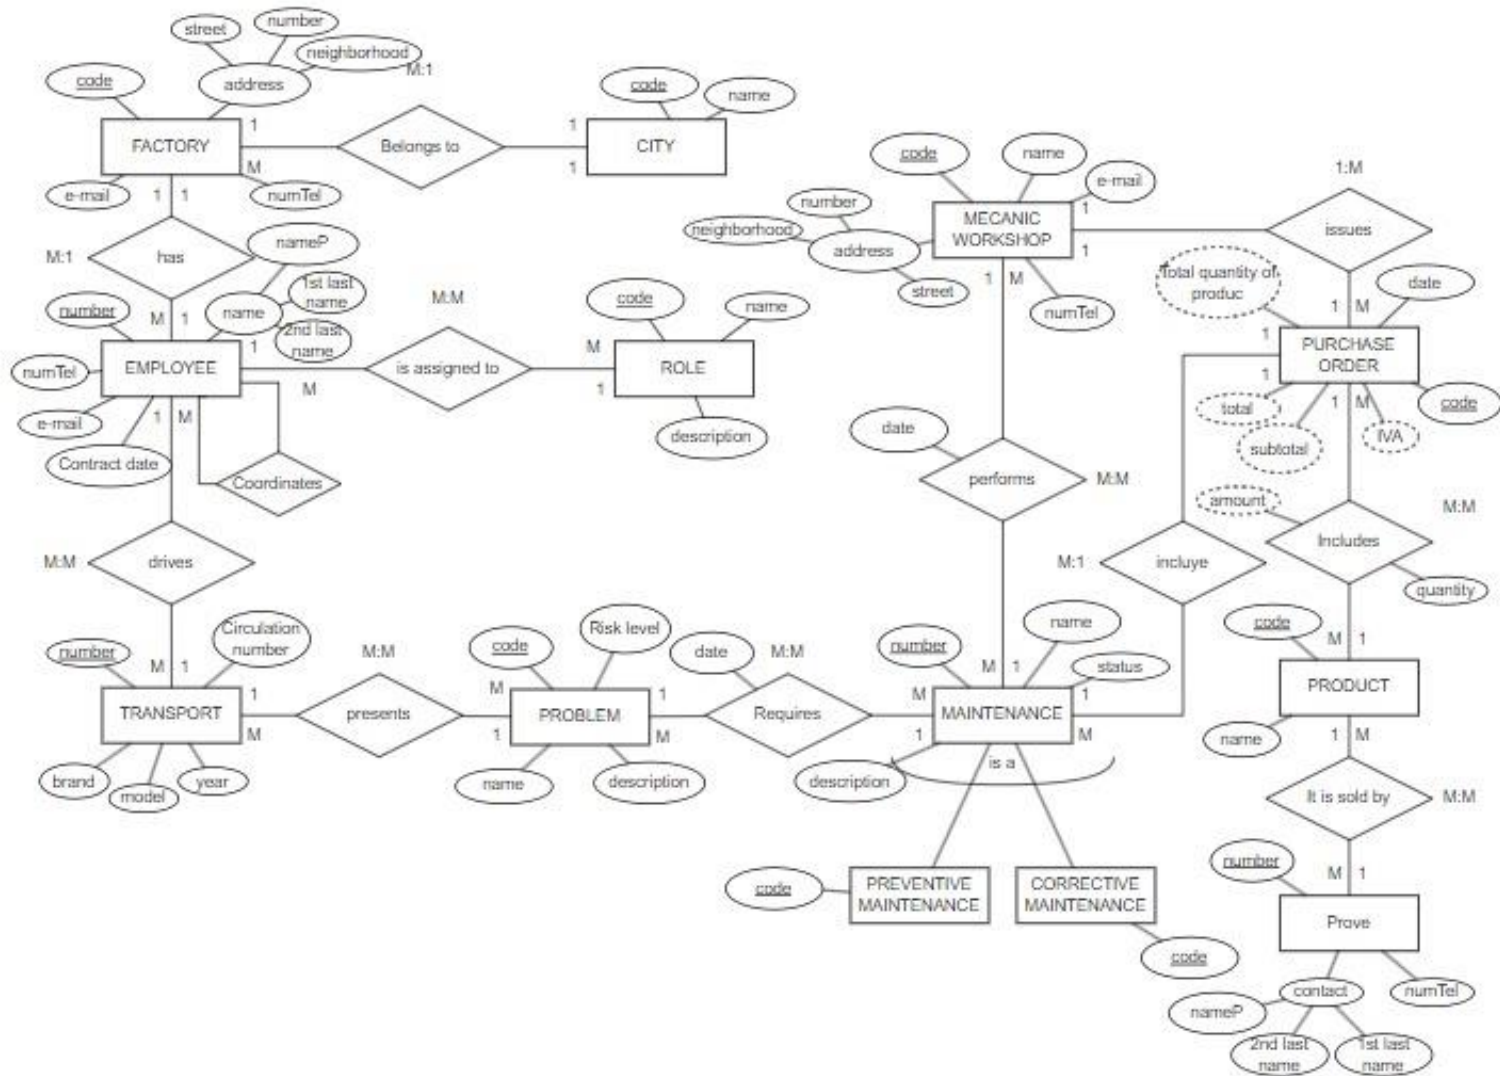 number
street
neighborhood
M:1
code
address
code
name
FACTORY
1
Belongs to
1
CITY
M
1
e-mail
1
1
numTel
code
name
e-mail
1:M
number
MECANIC
WORKSHOP
1
neighborhood
address
issues
1
street
1
M
numTel
nameP
M:1
has
1st last
name
number
M
1
name
2nd last
name
M:M
code
name
Total quantity of
produc
date
1
M
1
PURCHASE
ORDER
1
EMPLOYEE
1
is assigned to
M
ROLE
numTel
M
1
total
1
M
code
e-mail
1
M
subtotal
IVA
description
date
Contract date
Coordinates
performs
M:M
amount
M:M
M:M
drives
M:1
incluye
Includes
quantity
number
Circulation
number
M:M
code
Risk level
date
M:M
number
name
code
M
1
M
1
M
1
status
TRANSPORT
1
presents
M
PROBLEM
1
Requires
M
MAINTENANCE
1
PRODUCT
M
1
M
1
M
is a
name
brand
model
year
name
description
description
1
M
It is sold by
M:M
number
M
1
code
PREVENTIVE
MAINTENANCE
CORRECTIVE
MAINTENANCE
Prove
code
contact
numTel
nameP
2nd last
name
1st last
name